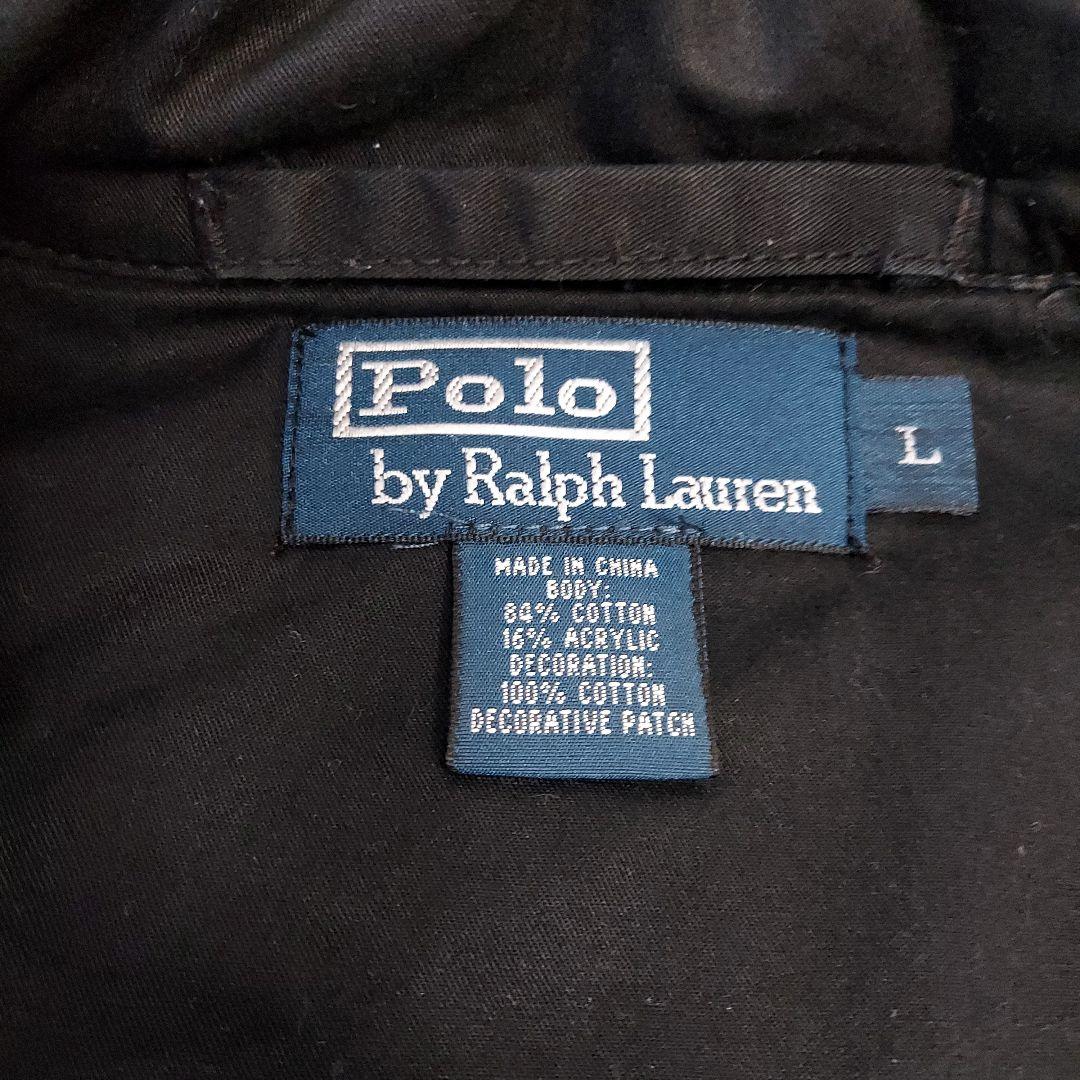 Polo
by Ralph Lauren
L
MADE IN CHINA
BODY:
84% COTTON
16% ACRYLIC
DECORATION:
100% COTTON
DECORATIVE PATCH